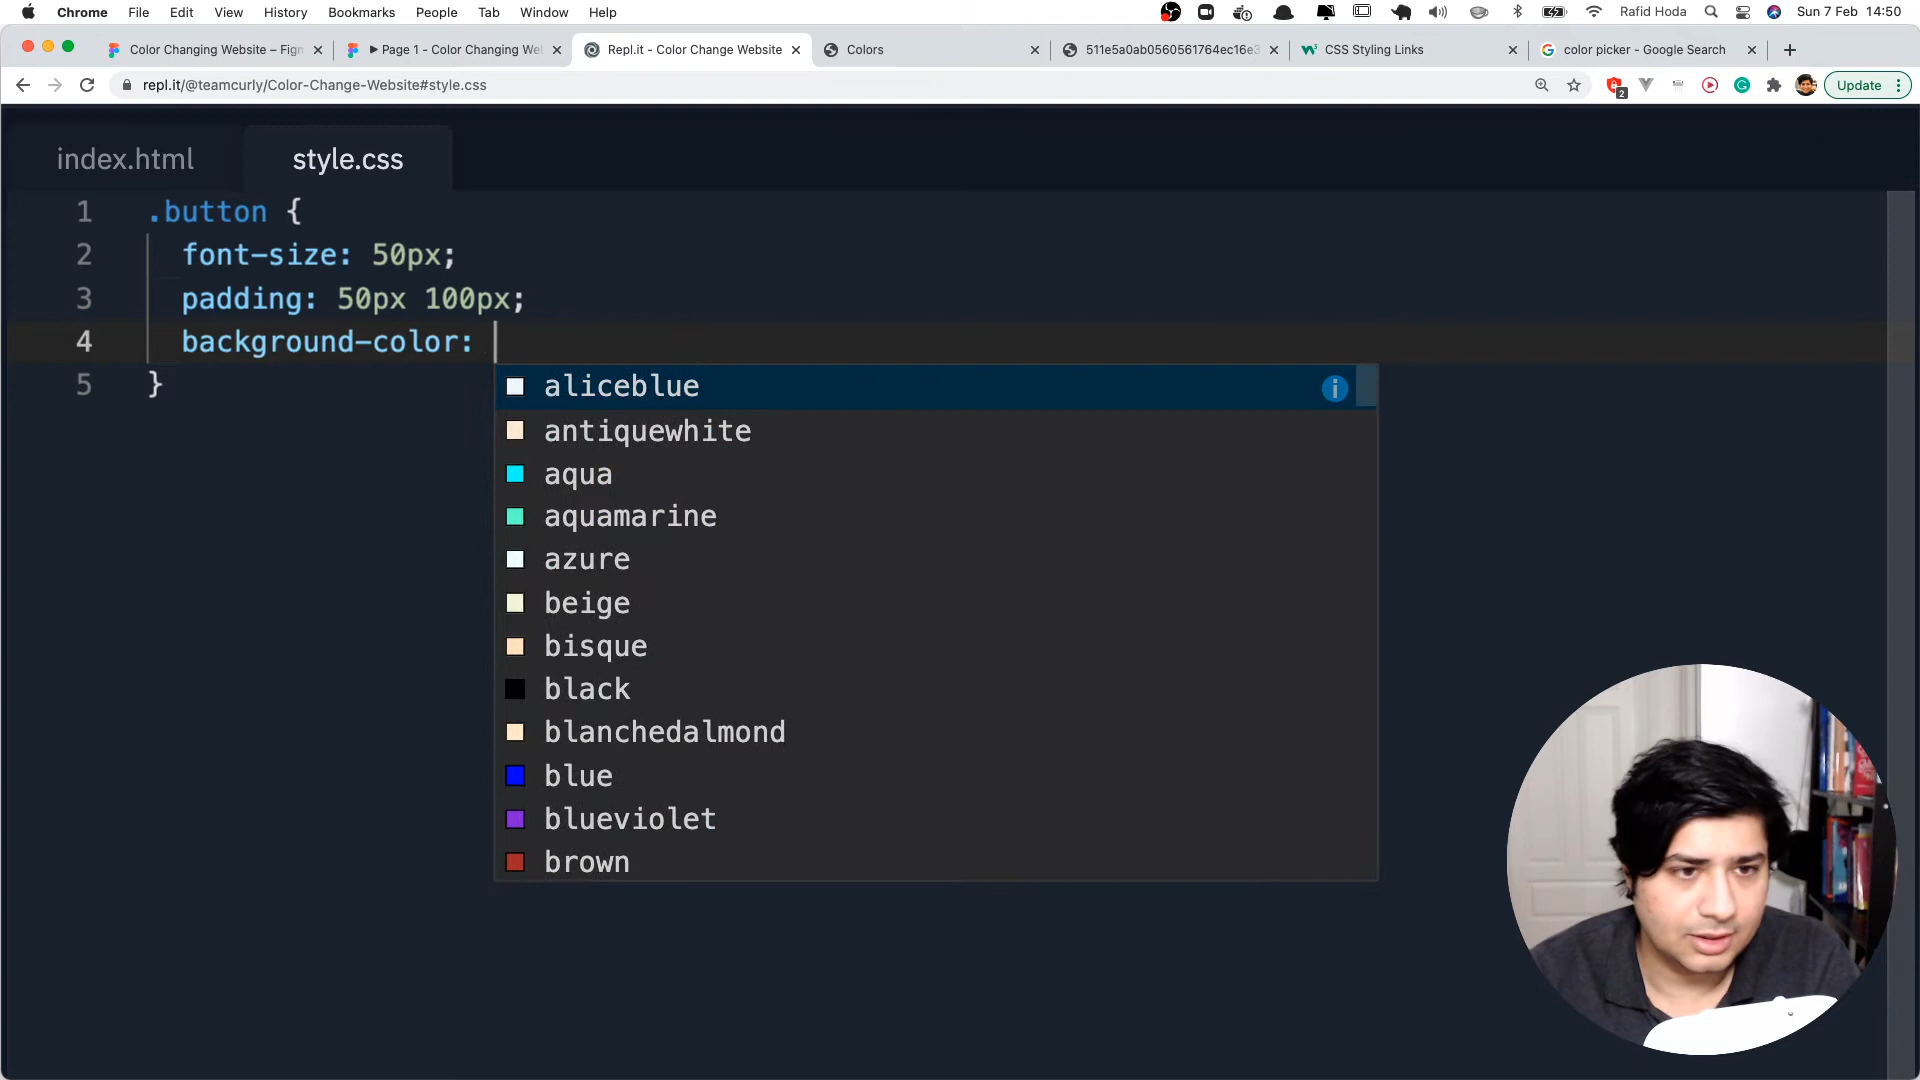 Chrome File Edit View History Bookmarks People Tab Window Help Rafid Hoda Sun 7 Feb 14:50
Color Changing Website – Figm ▶ Page 1 - Color Changing Web Repl.it - Color Change Website Colors 511e5a0ab0560561764ec16e3 CSS Styling Links color picker - Google Search
repl.it/@teamcurly/Color-Change-Website#style.css 2 Update
index.html style.css
1 .button {
2 font-size: 50px;
3 padding: 50px 100px;
4 background-color:
5 }
aliceblue
antiquewhite
aqua
aquamarine
azure
beige
bisque
black
blanchedalmond
blue
blueviolet
brown